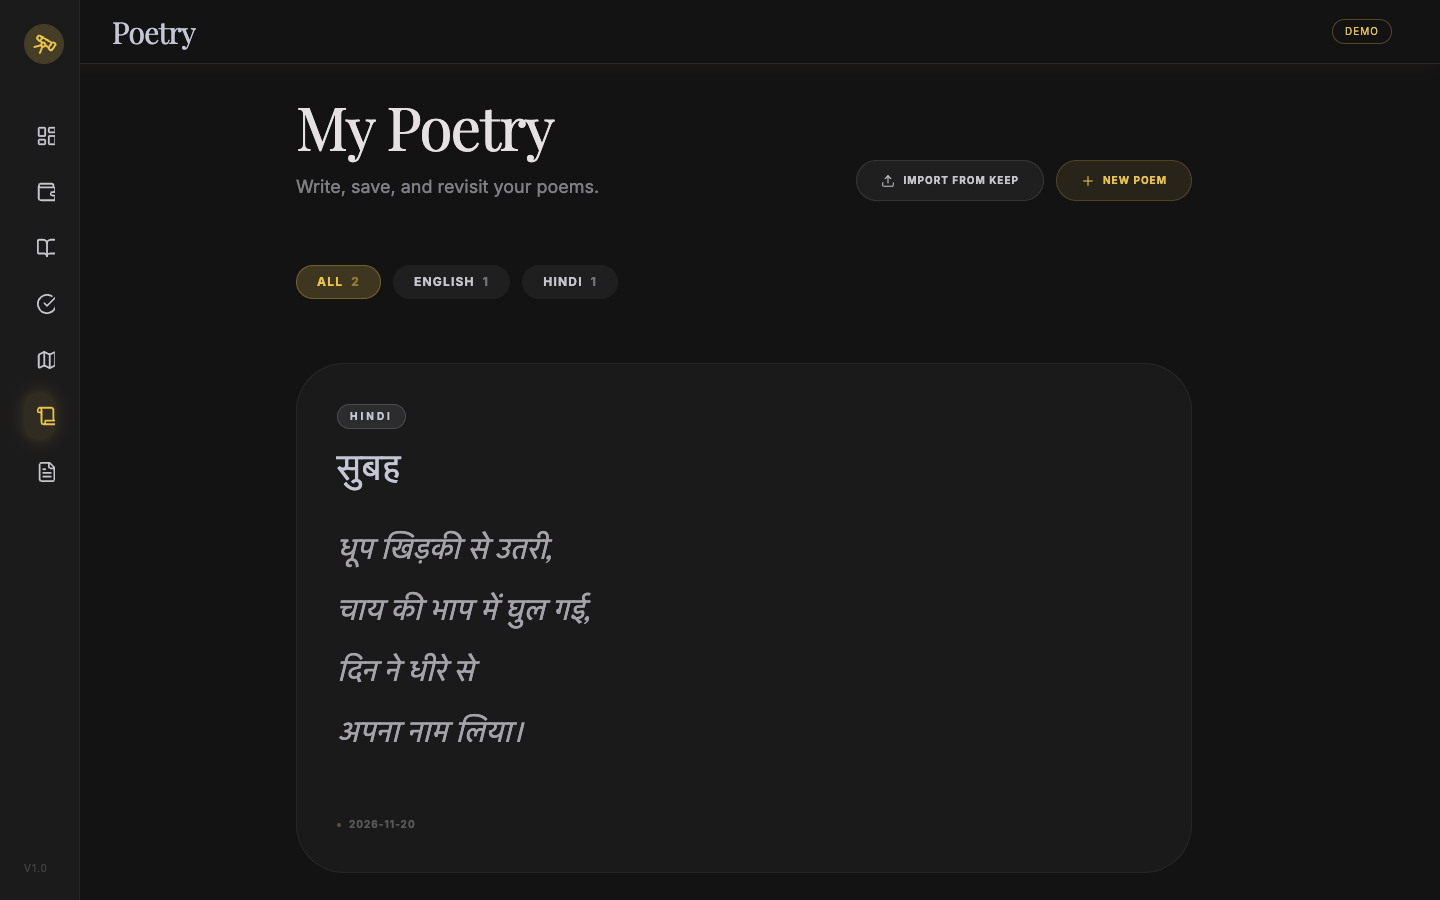 Poetry
DEMO
My Poetry
Write, save, and revisit your poems.
IMPORT FROM KEEP
NEW POEM
ALL 2
ENGLISH 1
HINDI 1
HINDI
सुबह
धूप खिड़की से उतरी,
चाय की भाप में घुल गई,
दिन ने धीरे से
अपना नाम लिया।
2026-11-20
V1.0